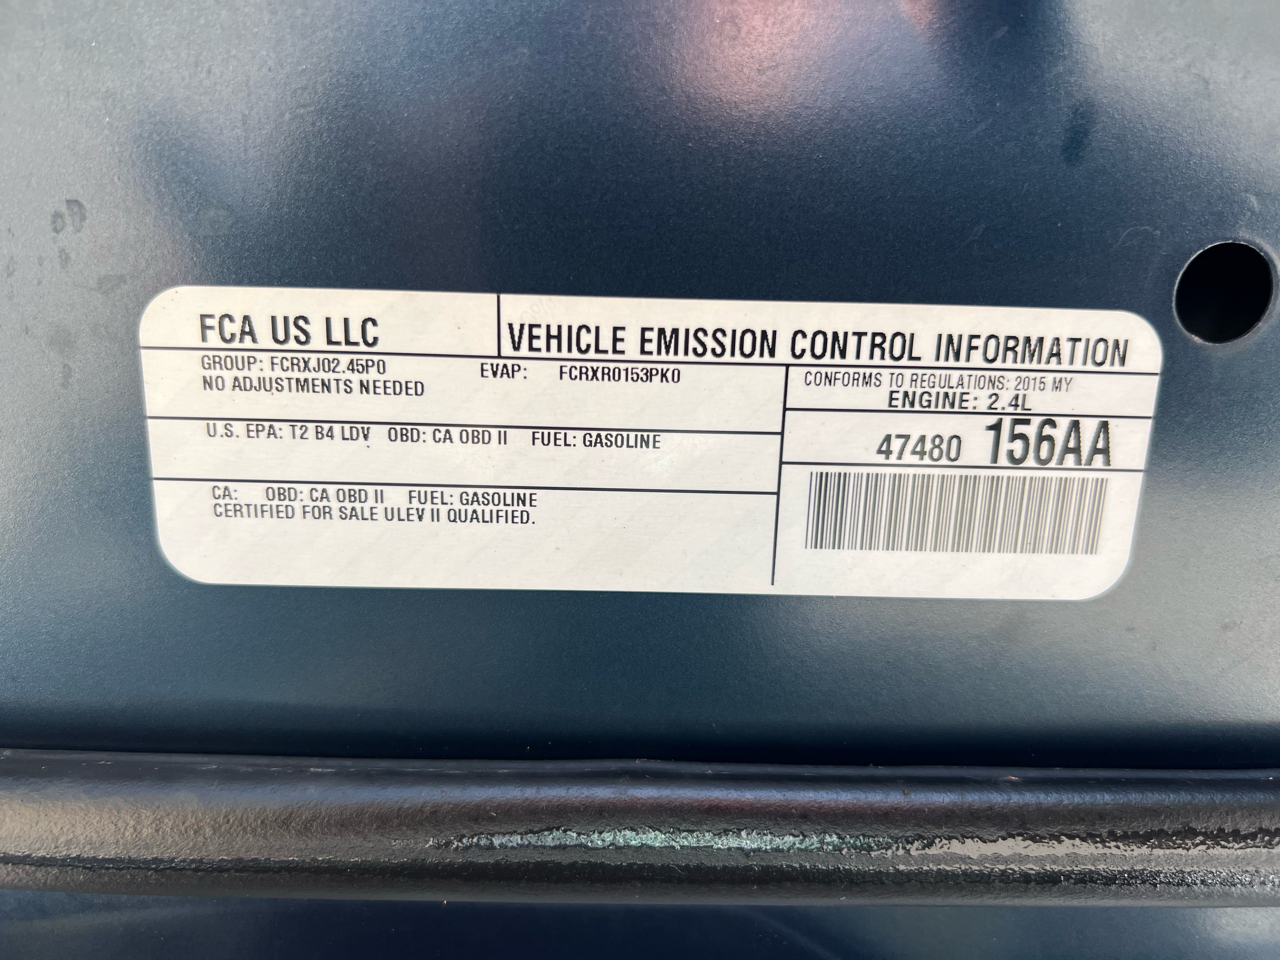 FCA US LLC
VEHICLE EMISSION CONTROL INFORMATION
GROUP: FCRXJ02.45P0 EVAP: FCRXR0153PK0
NO ADJUSTMENTS NEEDED
CONFORMS TO REGULATIONS: 2015 MY
ENGINE: 2.4L
U.S. EPA: T2 B4 LDV OBD: CA OBD II FUEL: GASOLINE
47480 156AA
CA: OBD: CA OBD II FUEL: GASOLINE
CERTIFIED FOR SALE ULEV II QUALIFIED.